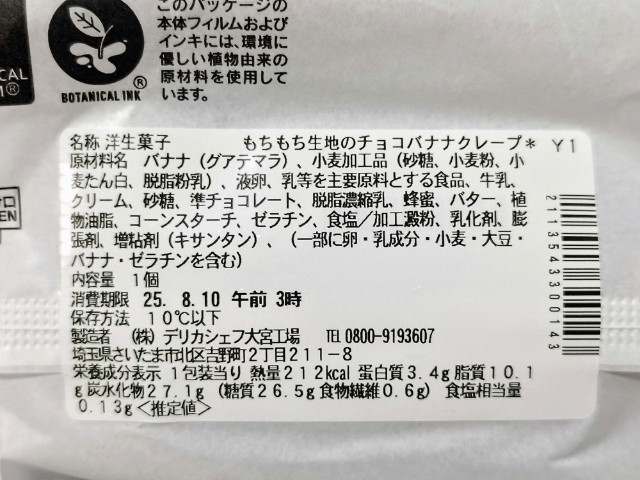 このパッケージの
本体フィルムおよび
インキには、環境に
優しい植物由来の
原材料を使用して
います。
CAL
®
BOTANICAL INK®
EN
名称 洋生菓子 もちもち生地のチョコバナナクレープ* Y1
原材料名 バナナ(グアテマラ)、小麦加工品(砂糖、小麦粉、小
麦たん白、脱脂粉乳)、液卵、乳等を主要原料とする食品、牛乳、
クリーム、砂糖、準チョコレート、脱脂濃縮乳、蜂蜜、バター、植
物油脂、コーンスターチ、ゼラチン、食塩/加工澱粉、乳化剤、膨
張剤、増粘剤(キサンタン)、(一部に卵・乳成分・小麦・大豆・
バナナ・ゼラチンを含む)
内容量 1個
消費期限 25. 8.10 午前 3時
保存方法 10℃以下
製造者 (株) デリカシェフ大宮工場 TEL 0800-9193607
埼玉県さいたま市北区吉野町2丁目211-8
栄養成分表示 1包装当り 熱量212kcal 蛋白質3.4g 脂質10.1
g 炭水化物27.1g (糖質26.5g 食物繊維0.6g) 食塩相当量
0.13g<推定値>
2113543300143